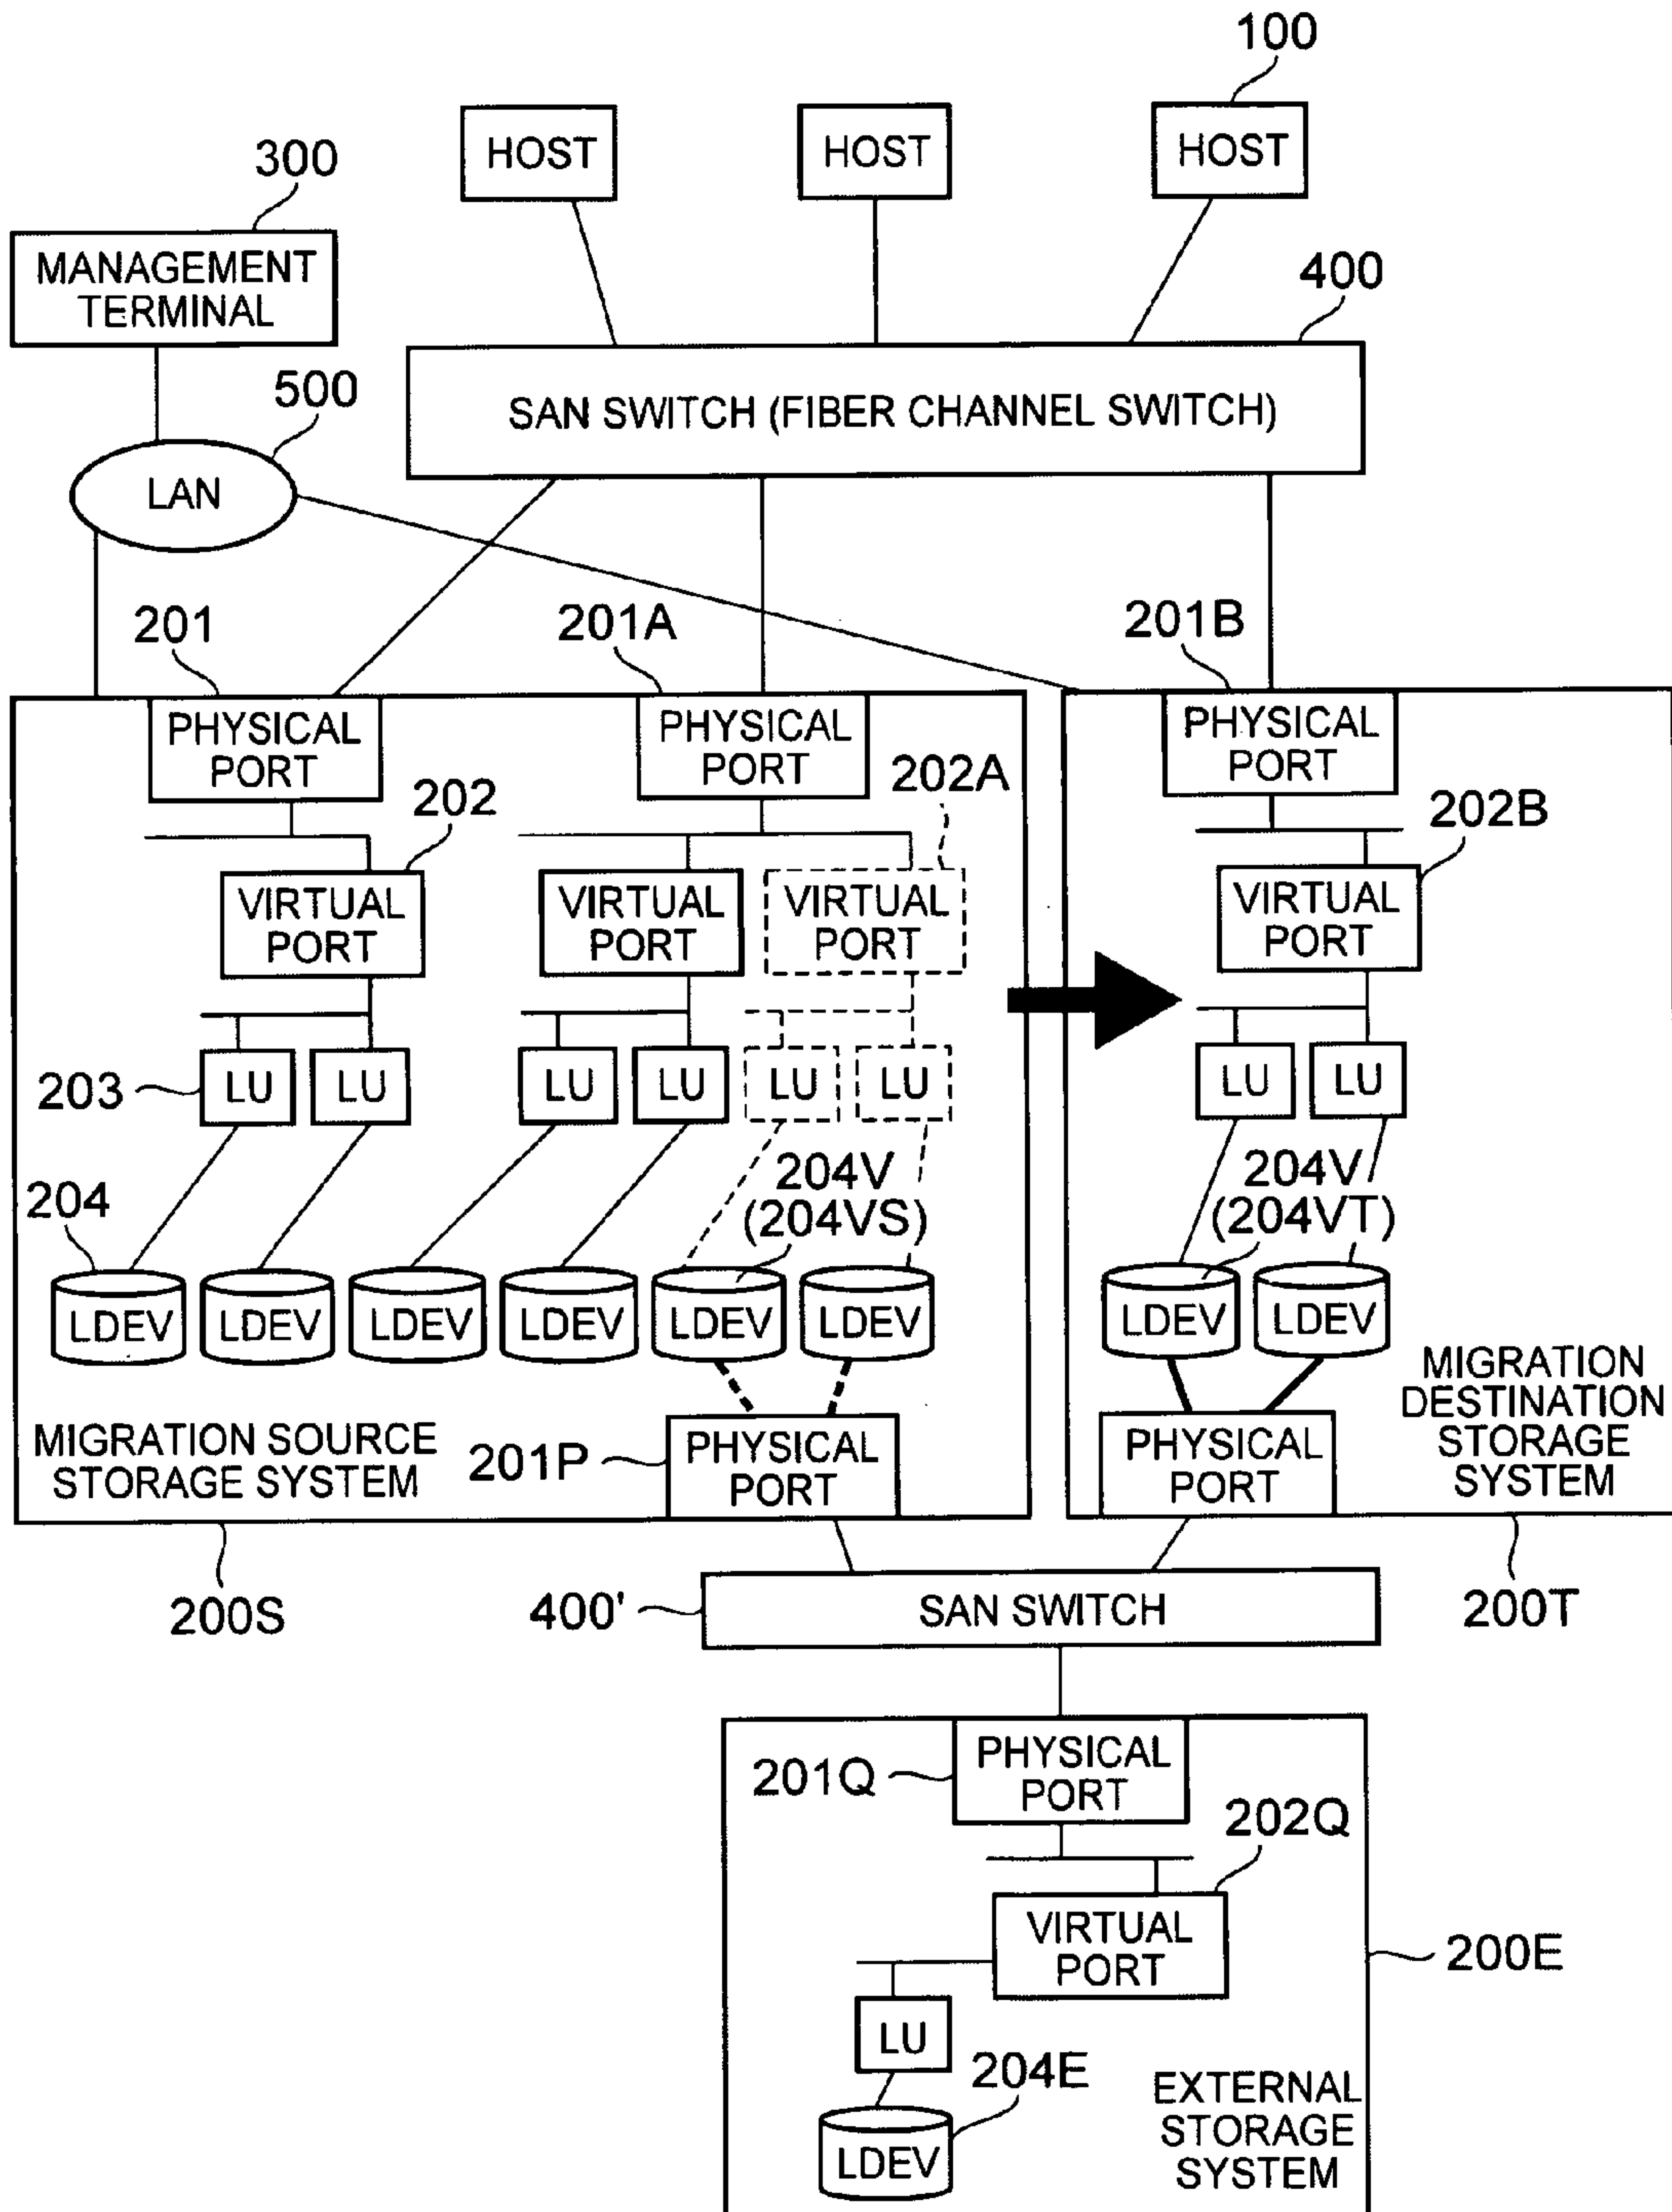 100
HOST
HOST
HOST
300
MANAGEMENT
TERMINAL
400
SAN SWITCH (FIBER CHANNEL SWITCH)
500
LAN
201
201A
201B
PHYSICAL
PORT
PHYSICAL
PORT
PHYSICAL
PORT
202
202A
202B
VIRTUAL
PORT
VIRTUAL
PORT
VIRTUAL
PORT
VIRTUAL
PORT
203
LU
LU
LU
LU
LU
LU
LU
LU
204
204V
(204VS)
204V
(204VT)
LDEV
LDEV
LDEV
LDEV
LDEV
LDEV
LDEV
LDEV
MIGRATION SOURCE
STORAGE SYSTEM
201P
PHYSICAL
PORT
PHYSICAL
PORT
MIGRATION
DESTINATION
STORAGE
SYSTEM
200S
400'
SAN SWITCH
200T
201Q
PHYSICAL
PORT
202Q
VIRTUAL
PORT
200E
LU
204E
LDEV
EXTERNAL
STORAGE
SYSTEM